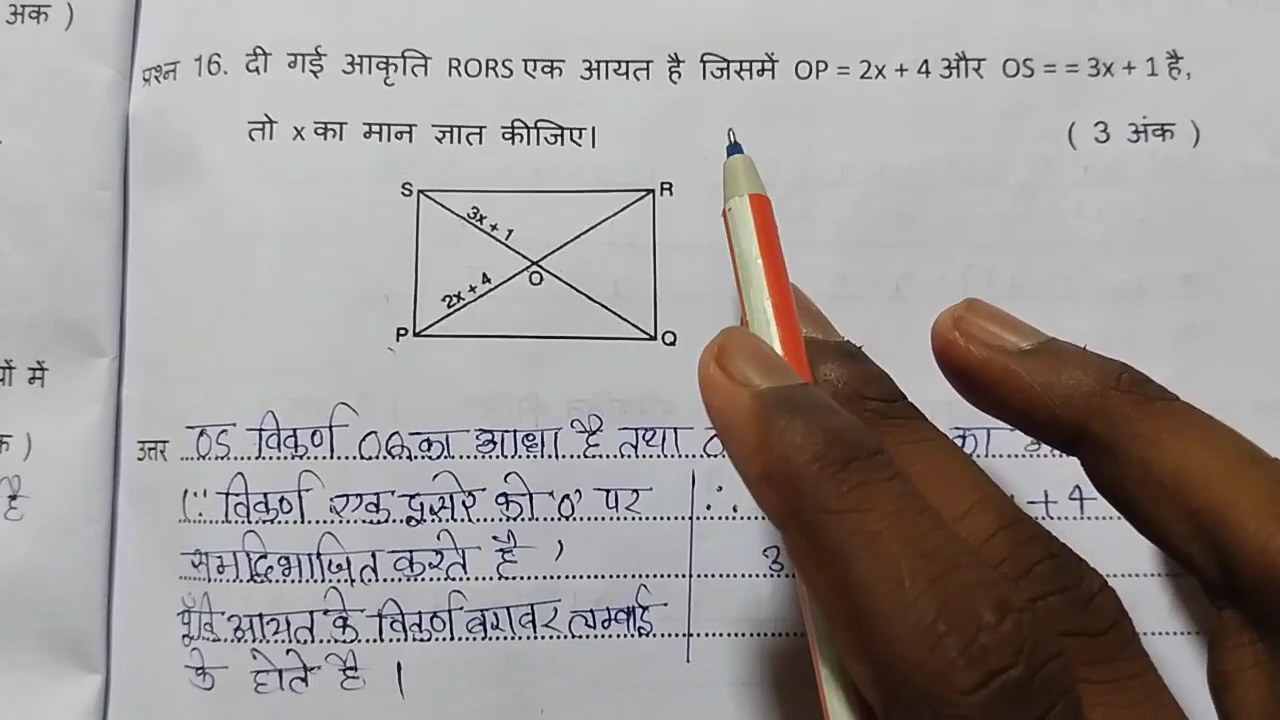 अक )
प्रश्न 16. दी गई आकृति RORS एक आयत है जिसमें OP = 2x + 4 और OS = = 3x + 1 है,
तो x का मान ज्ञात कीजिए।
( 3 अंक )
S
R
3x + 1
O
2x + 4
P
Q
यों में
क )
है
उत्तर OS विकर्ण OQ का आधा है तथा O का
(∵ विकर्ण एक दूसरे को 'O' पर
∴ + 4
समद्विभाजित करते है )
3
चूँकि आयत के विकर्ण बराबर लम्बाई
के होते है ।